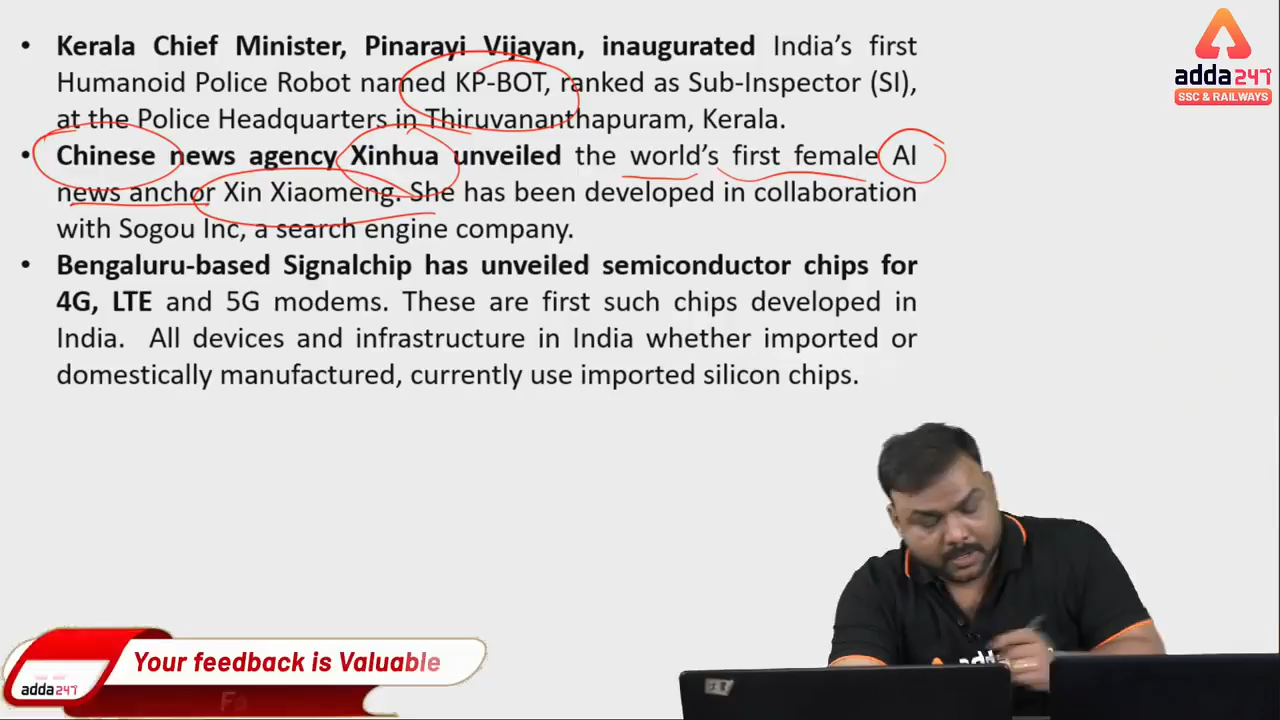 Kerala Chief Minister, Pinarayi Vijayan, inaugurated India's first
Humanoid Police Robot named KP-BOT, ranked as Sub-Inspector (SI),
at the Police Headquarters in Thiruvananthapuram, Kerala.
Chinese news agency Xinhua unveiled the world's first female AI
news anchor Xin Xiaomeng. She has been developed in collaboration
with Sogou Inc, a search engine company.
Bengaluru-based Signalchip has unveiled semiconductor chips for
4G, LTE and 5G modems. These are first such chips developed in
India. All devices and infrastructure in India whether imported or
domestically manufactured, currently use imported silicon chips.
adda247
SSC & RAILWAYS
Your feedback is Valuable
adda247